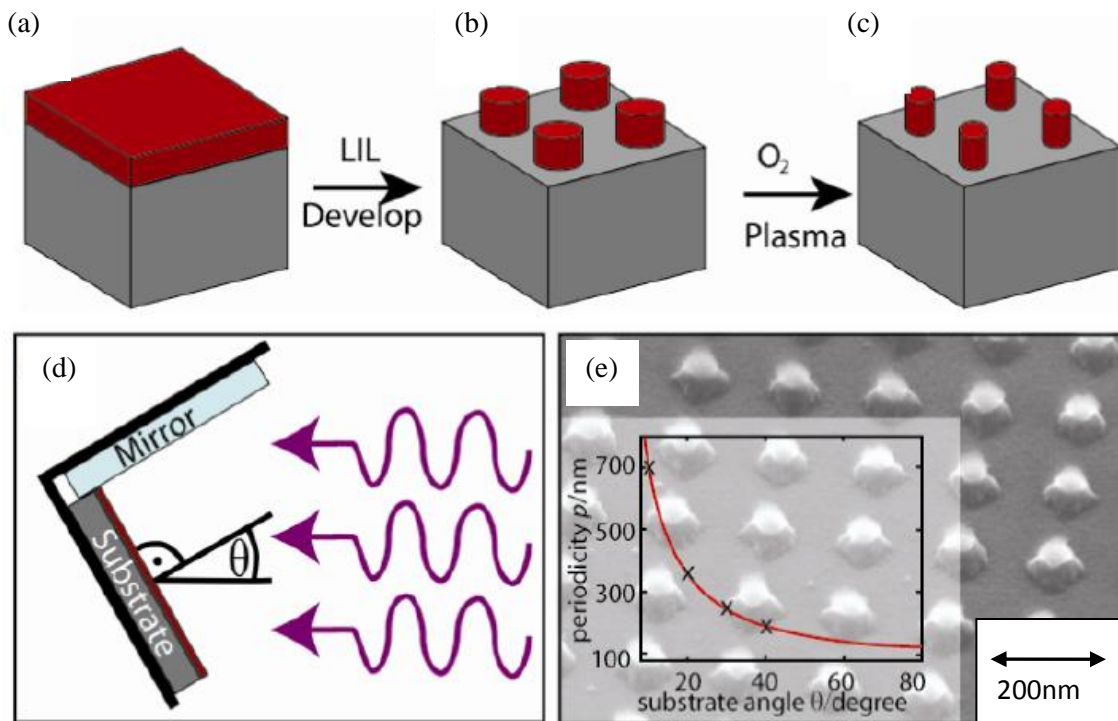 (a)
(b)
(c)
LIL
Develop
O₂
Plasma
(d)
Mirror
Substrate
θ
(e)
periodicity p/nm
700
500
300
100
20
40
60
80
substrate angle θ/degree
200nm